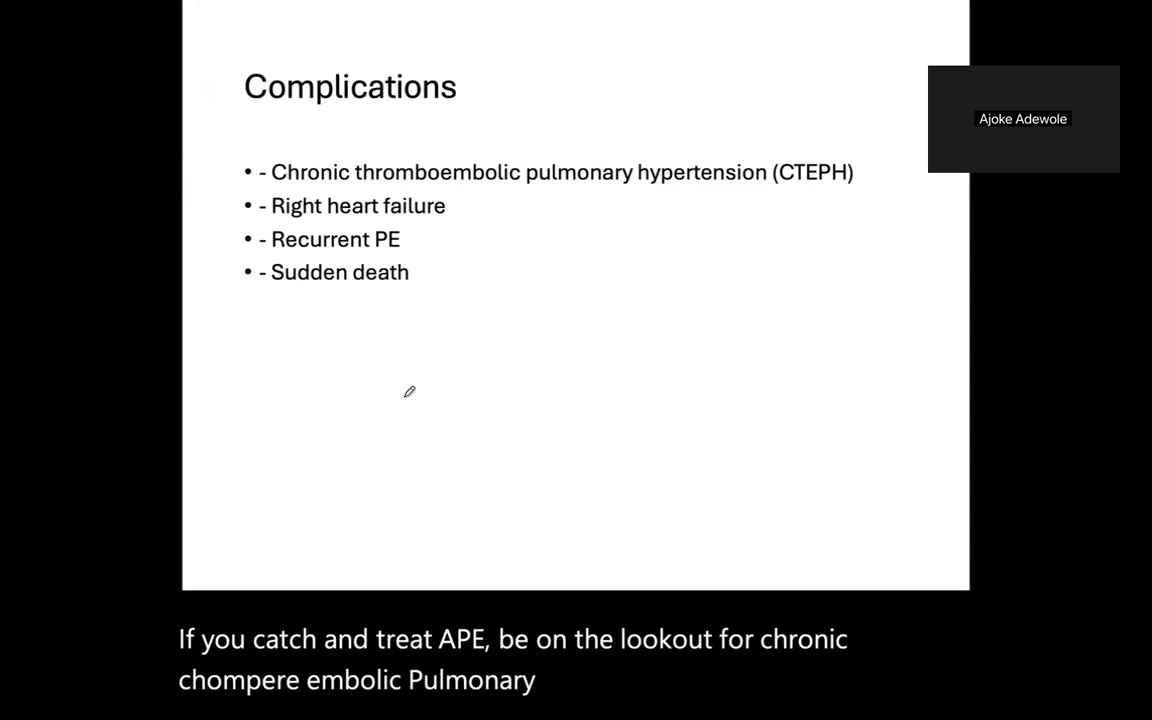 Complications
Ajoke Adewole
• - Chronic thromboembolic pulmonary hypertension (CTEPH)
• - Right heart failure
• - Recurrent PE
• - Sudden death
If you catch and treat APE, be on the lookout for chronic
chompere embolic Pulmonary